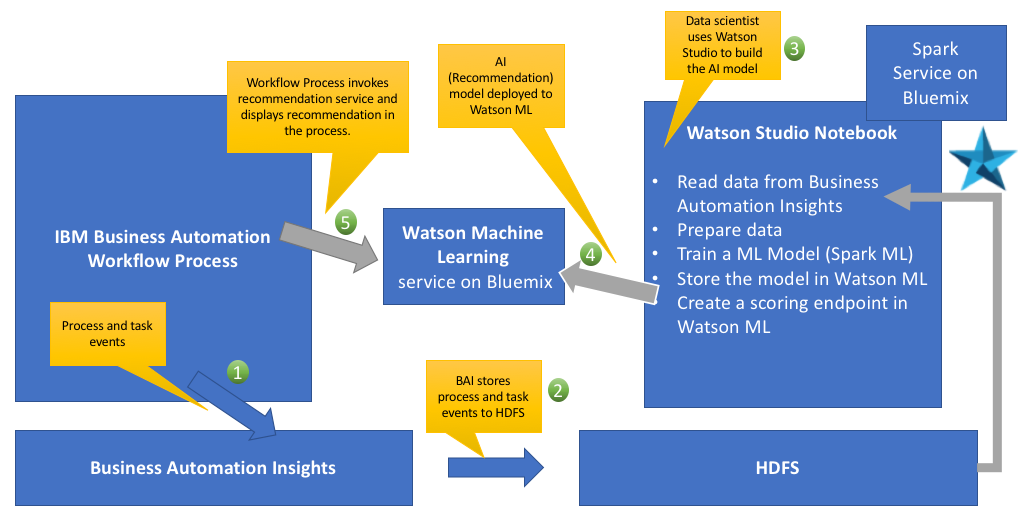 Data scientist
uses Watson
Studio to build
the AI model
3
Spark
Service on
Bluemix
AI
(Recommendation)
model deployed to
Watson ML
Workflow Process invokes
recommendation service and
displays recommendation in
the process.
Watson Studio Notebook
• Read data from Business
Automation Insights
• Prepare data
• Train a ML Model (Spark ML)
• Store the model in Watson ML
• Create a scoring endpoint in
Watson ML
5
IBM Business Automation
Workflow Process
Watson Machine
Learning
service on Bluemix
4
Process and task
events
1
BAI stores
process and task
events to HDFS
2
Business Automation Insights
HDFS